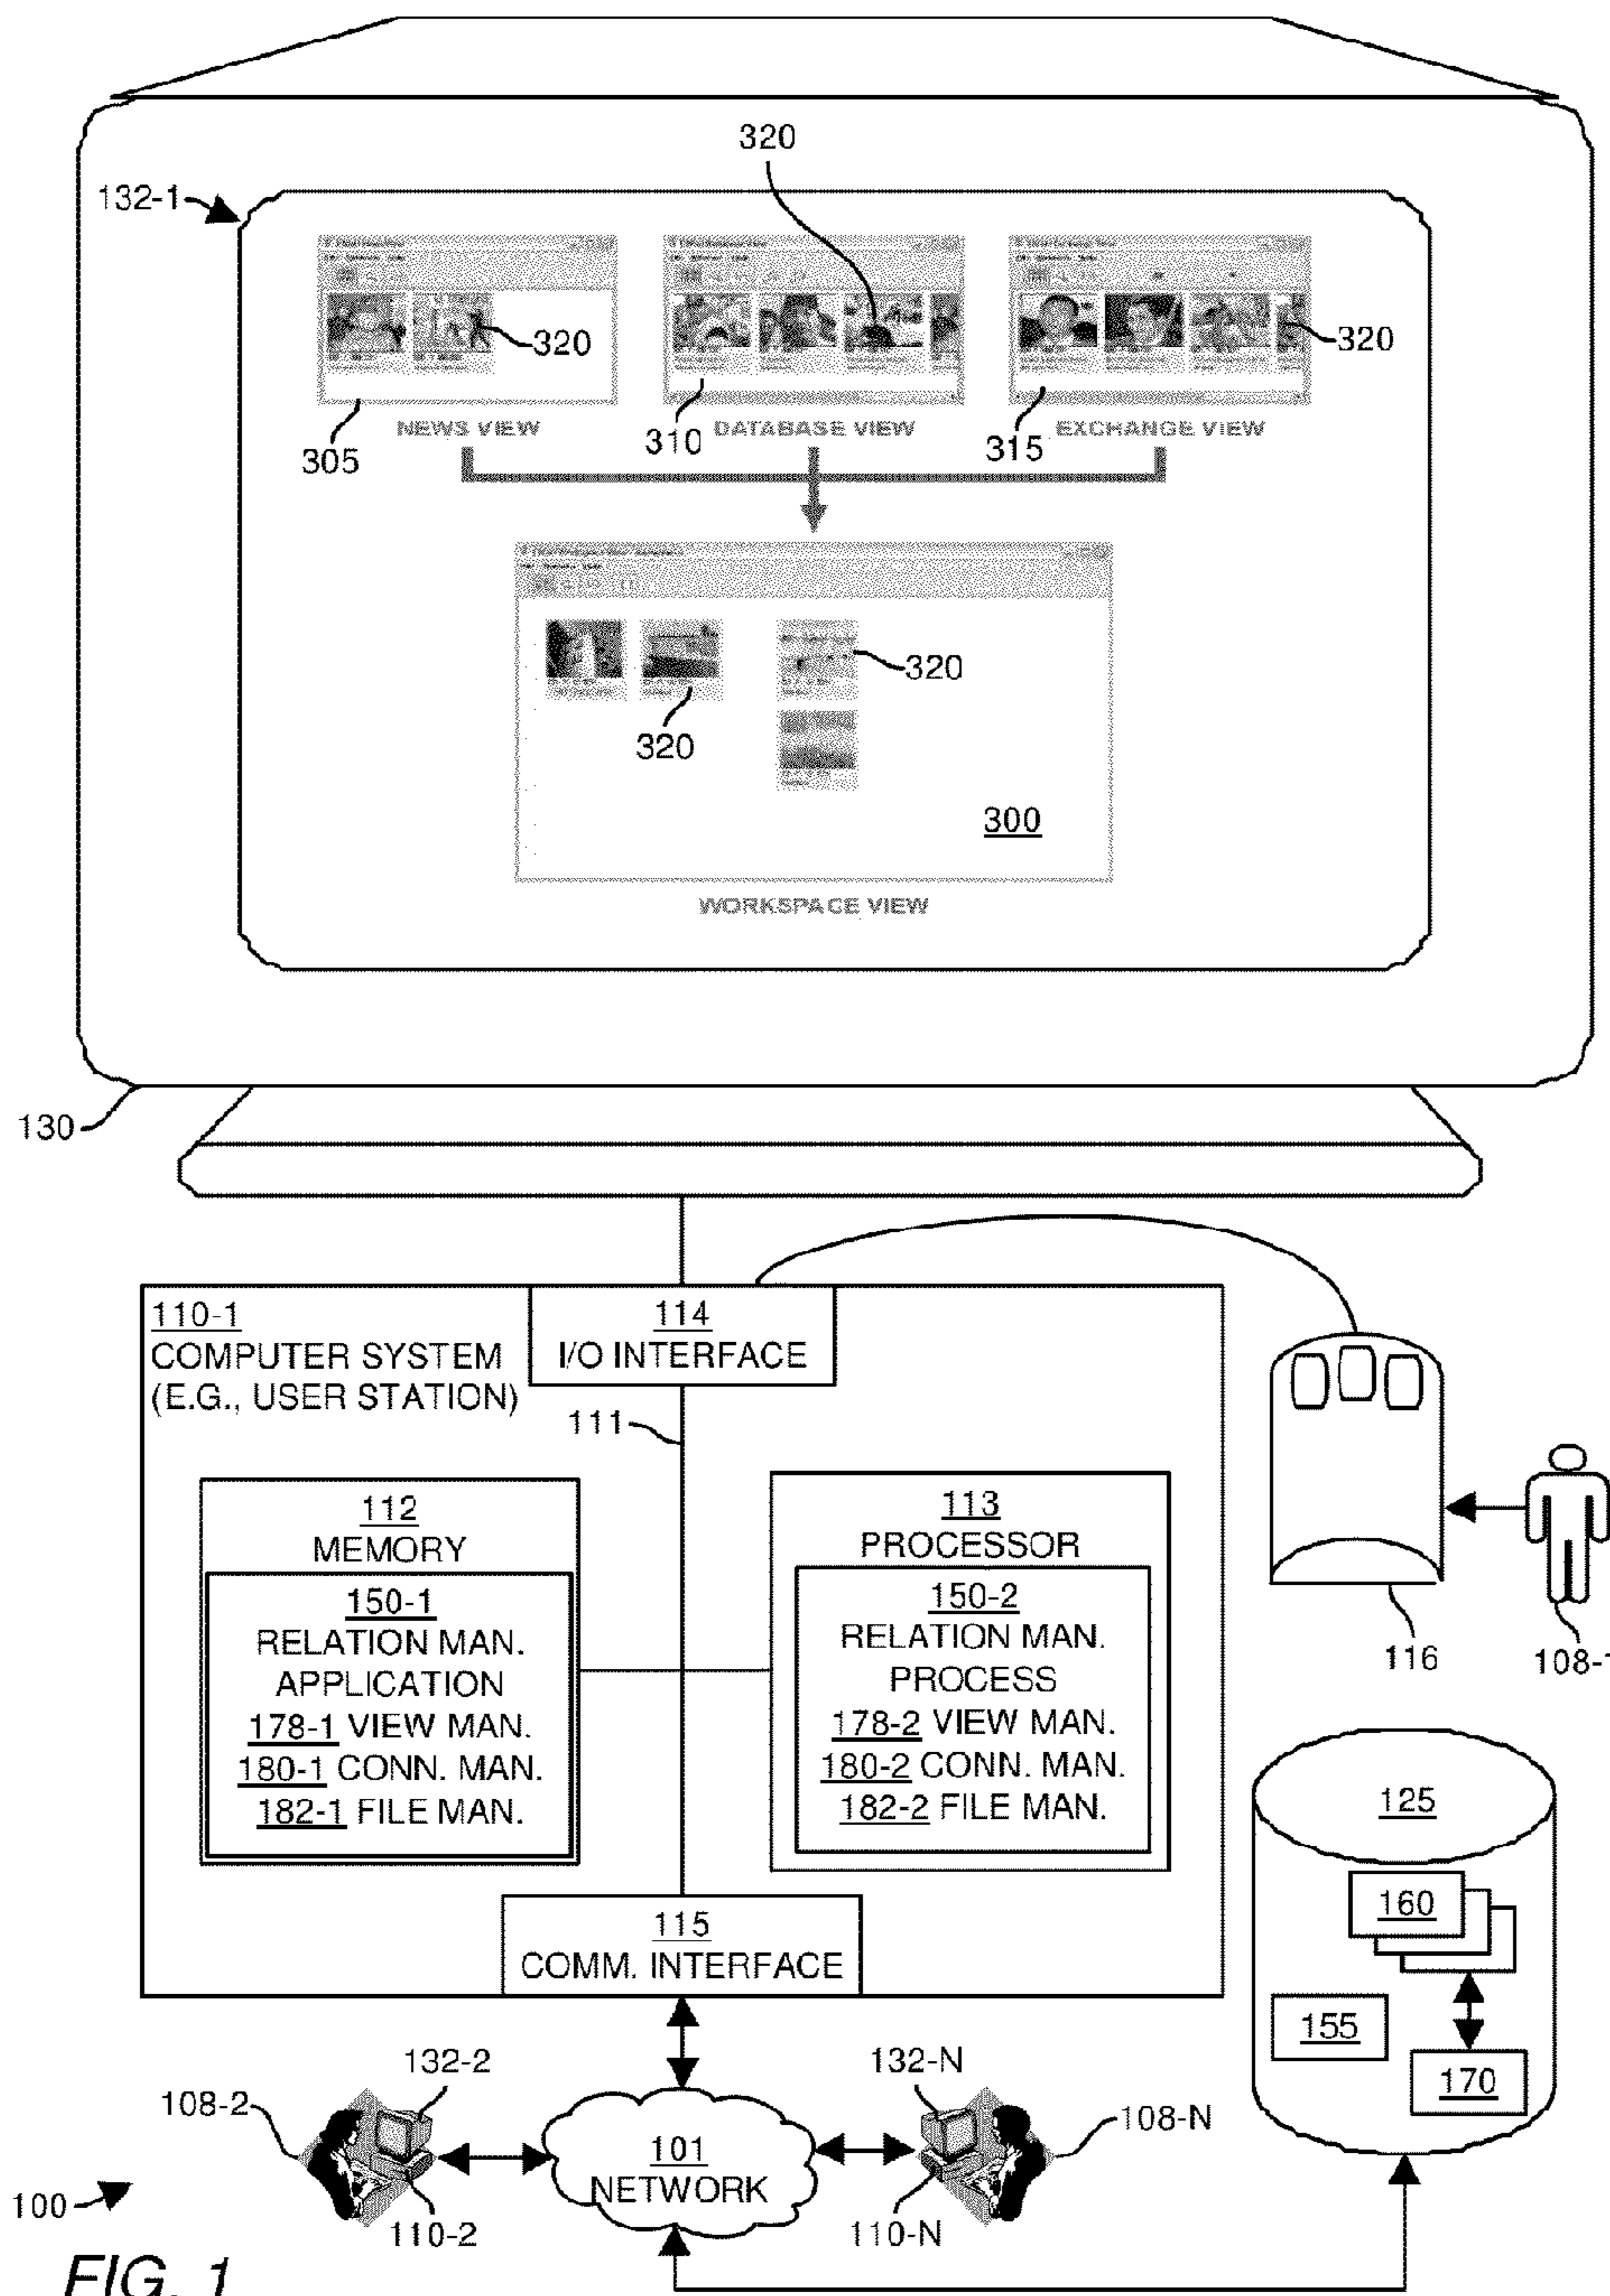 320
132-1
320
320
305
NEWS VIEW
310
DATABASE VIEW
315
EXCHANGE VIEW
320
320
300
WORKSPACE VIEW
130
110-1
COMPUTER SYSTEM
(E.G., USER STATION)
114
I/O INTERFACE
111
112
MEMORY
150-1
RELATION MAN.
APPLICATION
178-1 VIEW MAN.
180-1 CONN. MAN.
182-1 FILE MAN.
113
PROCESSOR
150-2
RELATION MAN.
PROCESS
178-2 VIEW MAN.
180-2 CONN. MAN.
182-2 FILE MAN.
116
108-1
115
COMM. INTERFACE
125
160
155
170
132-2
108-2
110-2
101
NETWORK
132-N
108-N
110-N
100
FIG. 1